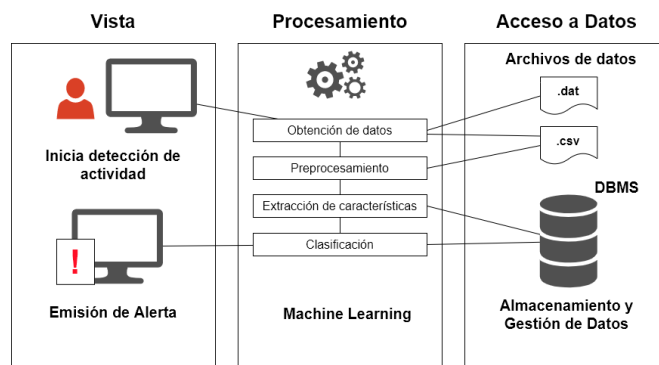 Vista
Procesamiento
Acceso a Datos
Inicia detección de
actividad
!
Emisión de Alerta
Obtención de datos
Preprocesamiento
Extracción de características
Clasificación
Machine Learning
Archivos de datos
.dat
.csv
DBMS
Almacenamiento y
Gestión de Datos